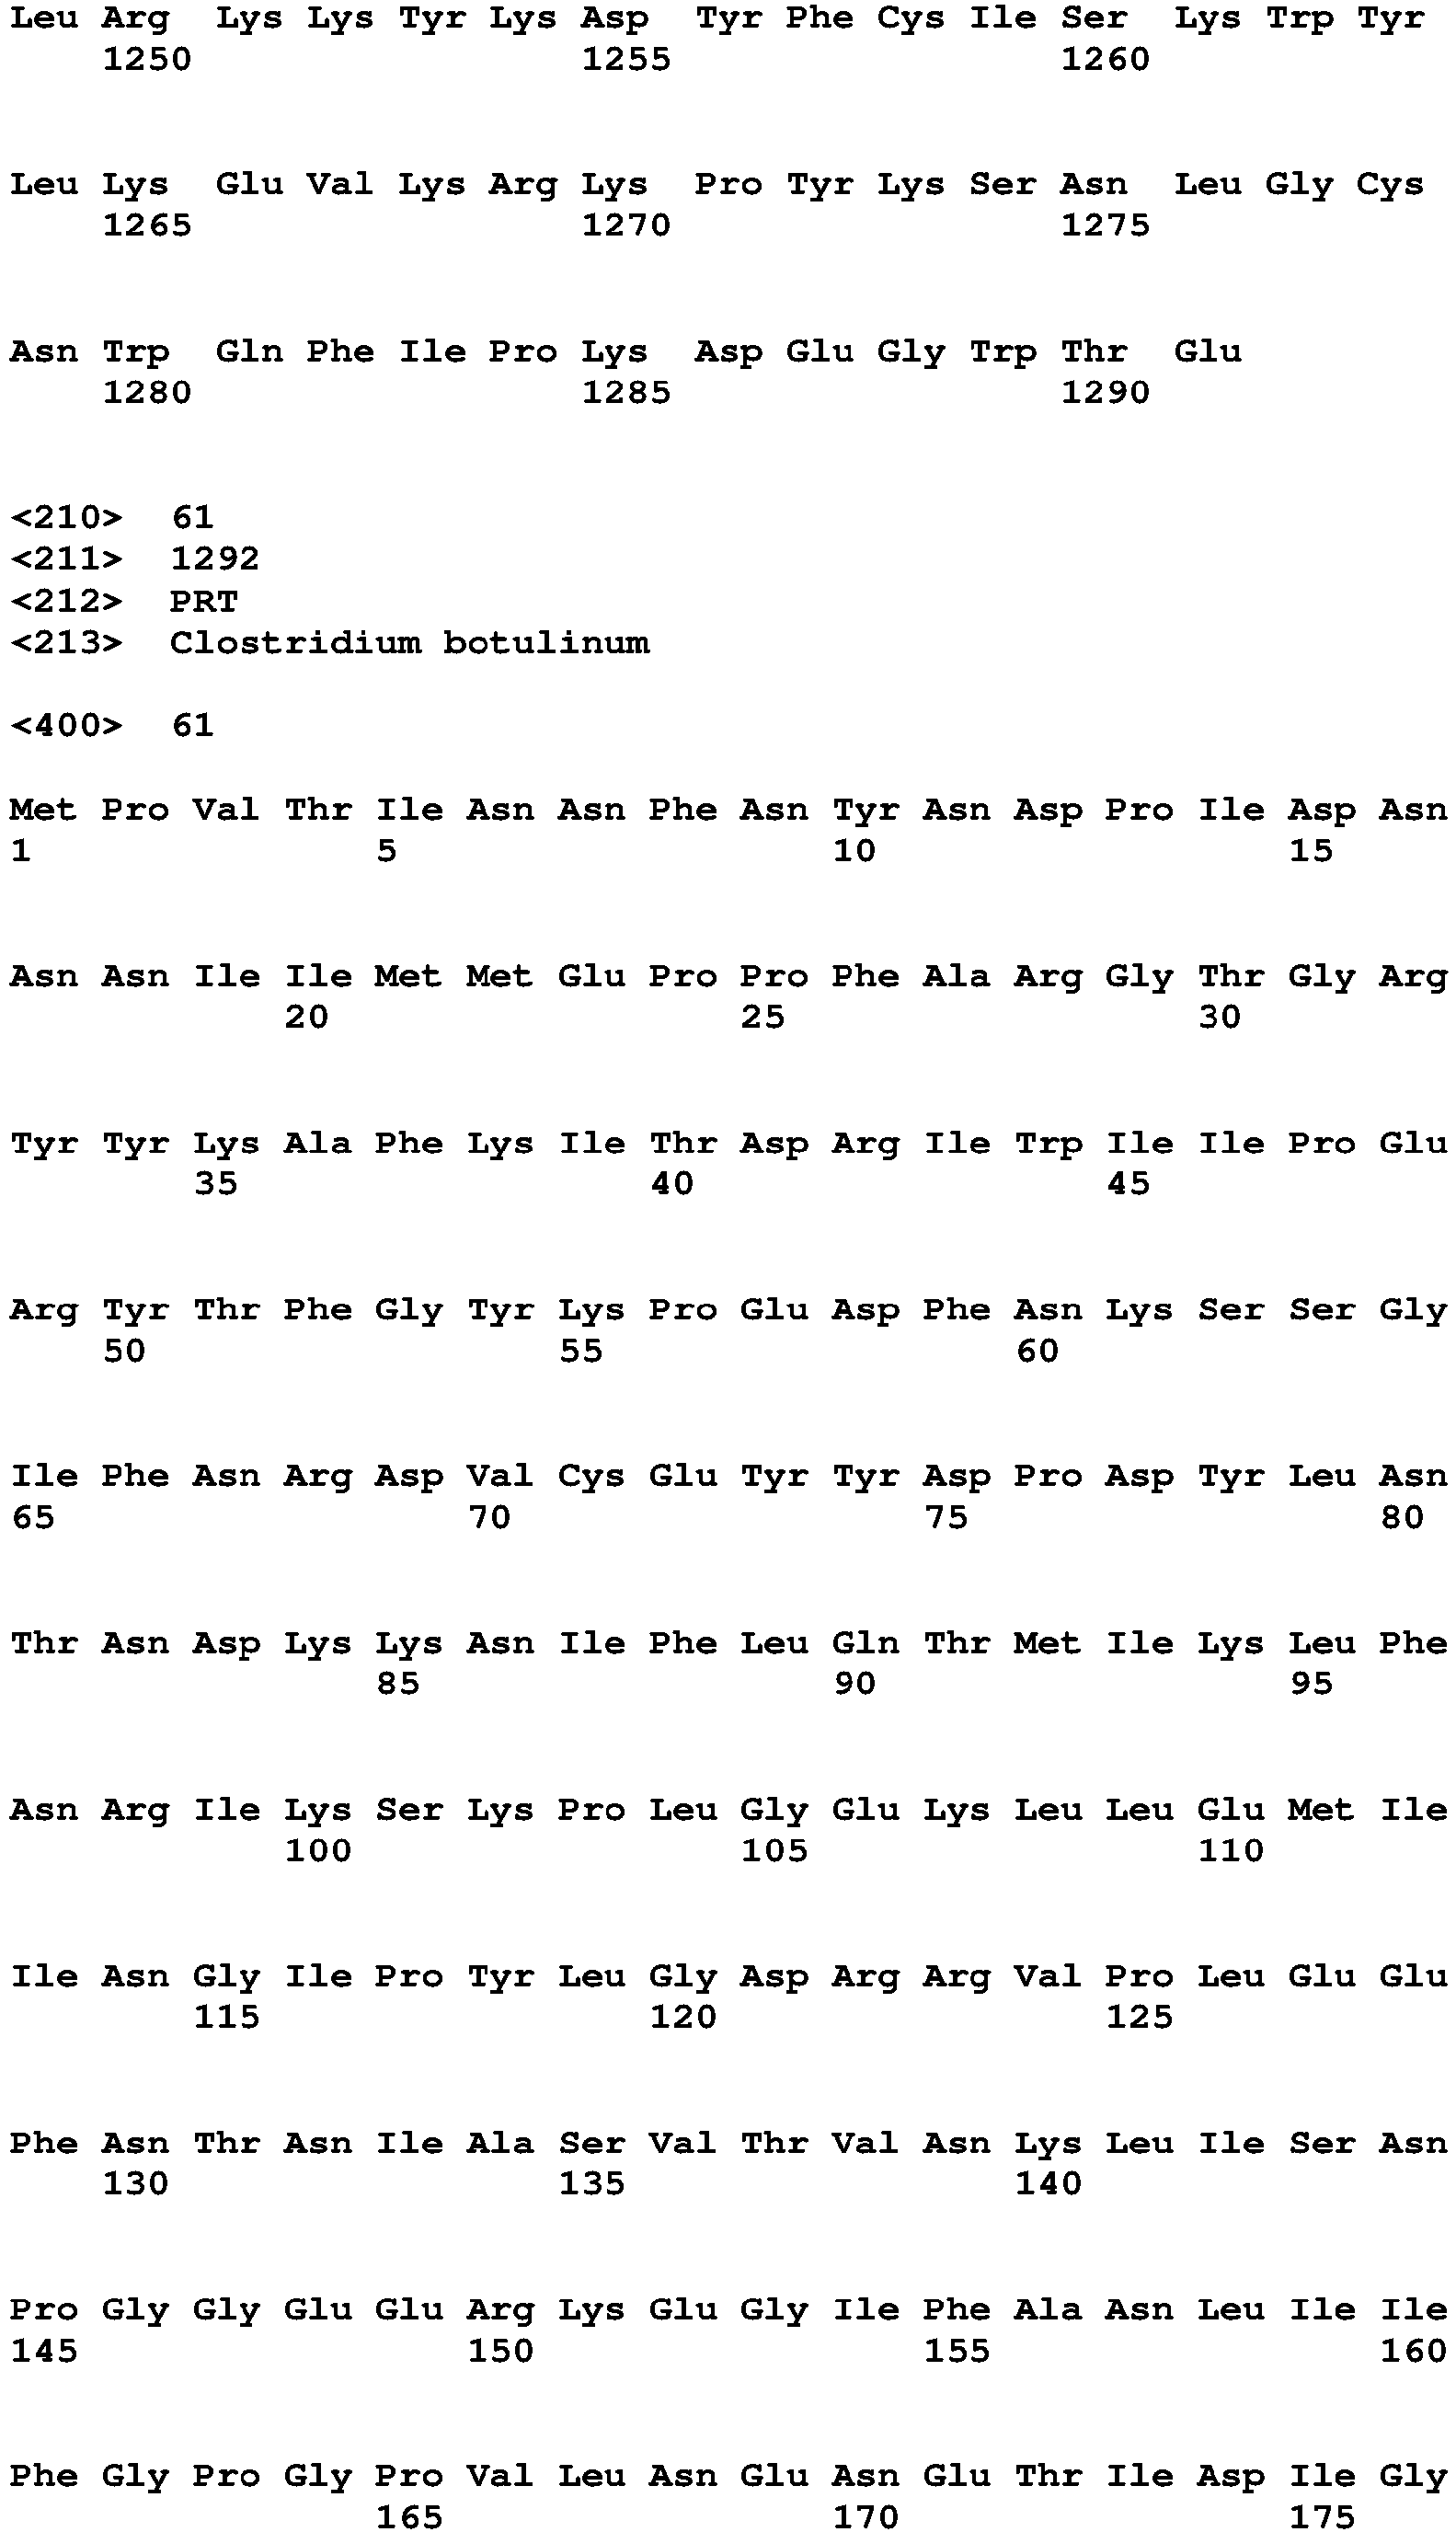 Leu Arg Lys Lys Tyr Lys Asp Tyr Phe Cys Ile Ser Lys Trp Tyr
1250 1255 1260
Leu Lys Glu Val Lys Arg Lys Pro Tyr Lys Ser Asn Leu Gly Cys
1265 1270 1275
Asn Trp Gln Phe Ile Pro Lys Asp Glu Gly Trp Thr Glu
1280 1285 1290
<210> 61
<211> 1292
<212> PRT
<213> Clostridium botulinum
<400> 61
Met Pro Val Thr Ile Asn Asn Phe Asn Tyr Asn Asp Pro Ile Asp Asn
1 5 10 15
Asn Asn Ile Ile Met Met Glu Pro Pro Phe Ala Arg Gly Thr Gly Arg
20 25 30
Tyr Tyr Lys Ala Phe Lys Ile Thr Asp Arg Ile Trp Ile Ile Pro Glu
35 40 45
Arg Tyr Thr Phe Gly Tyr Lys Pro Glu Asp Phe Asn Lys Ser Ser Gly
50 55 60
Ile Phe Asn Arg Asp Val Cys Glu Tyr Tyr Asp Pro Asp Tyr Leu Asn
65 70 75 80
Thr Asn Asp Lys Lys Asn Ile Phe Leu Gln Thr Met Ile Lys Leu Phe
85 90 95
Asn Arg Ile Lys Ser Lys Pro Leu Gly Glu Lys Leu Leu Glu Met Ile
100 105 110
Ile Asn Gly Ile Pro Tyr Leu Gly Asp Arg Arg Val Pro Leu Glu Glu
115 120 125
Phe Asn Thr Asn Ile Ala Ser Val Thr Val Asn Lys Leu Ile Ser Asn
130 135 140
Pro Gly Gly Glu Glu Arg Lys Glu Gly Ile Phe Ala Asn Leu Ile Ile
145 150 155 160
Phe Gly Pro Gly Pro Val Leu Asn Glu Asn Glu Thr Ile Asp Ile Gly
165 170 175